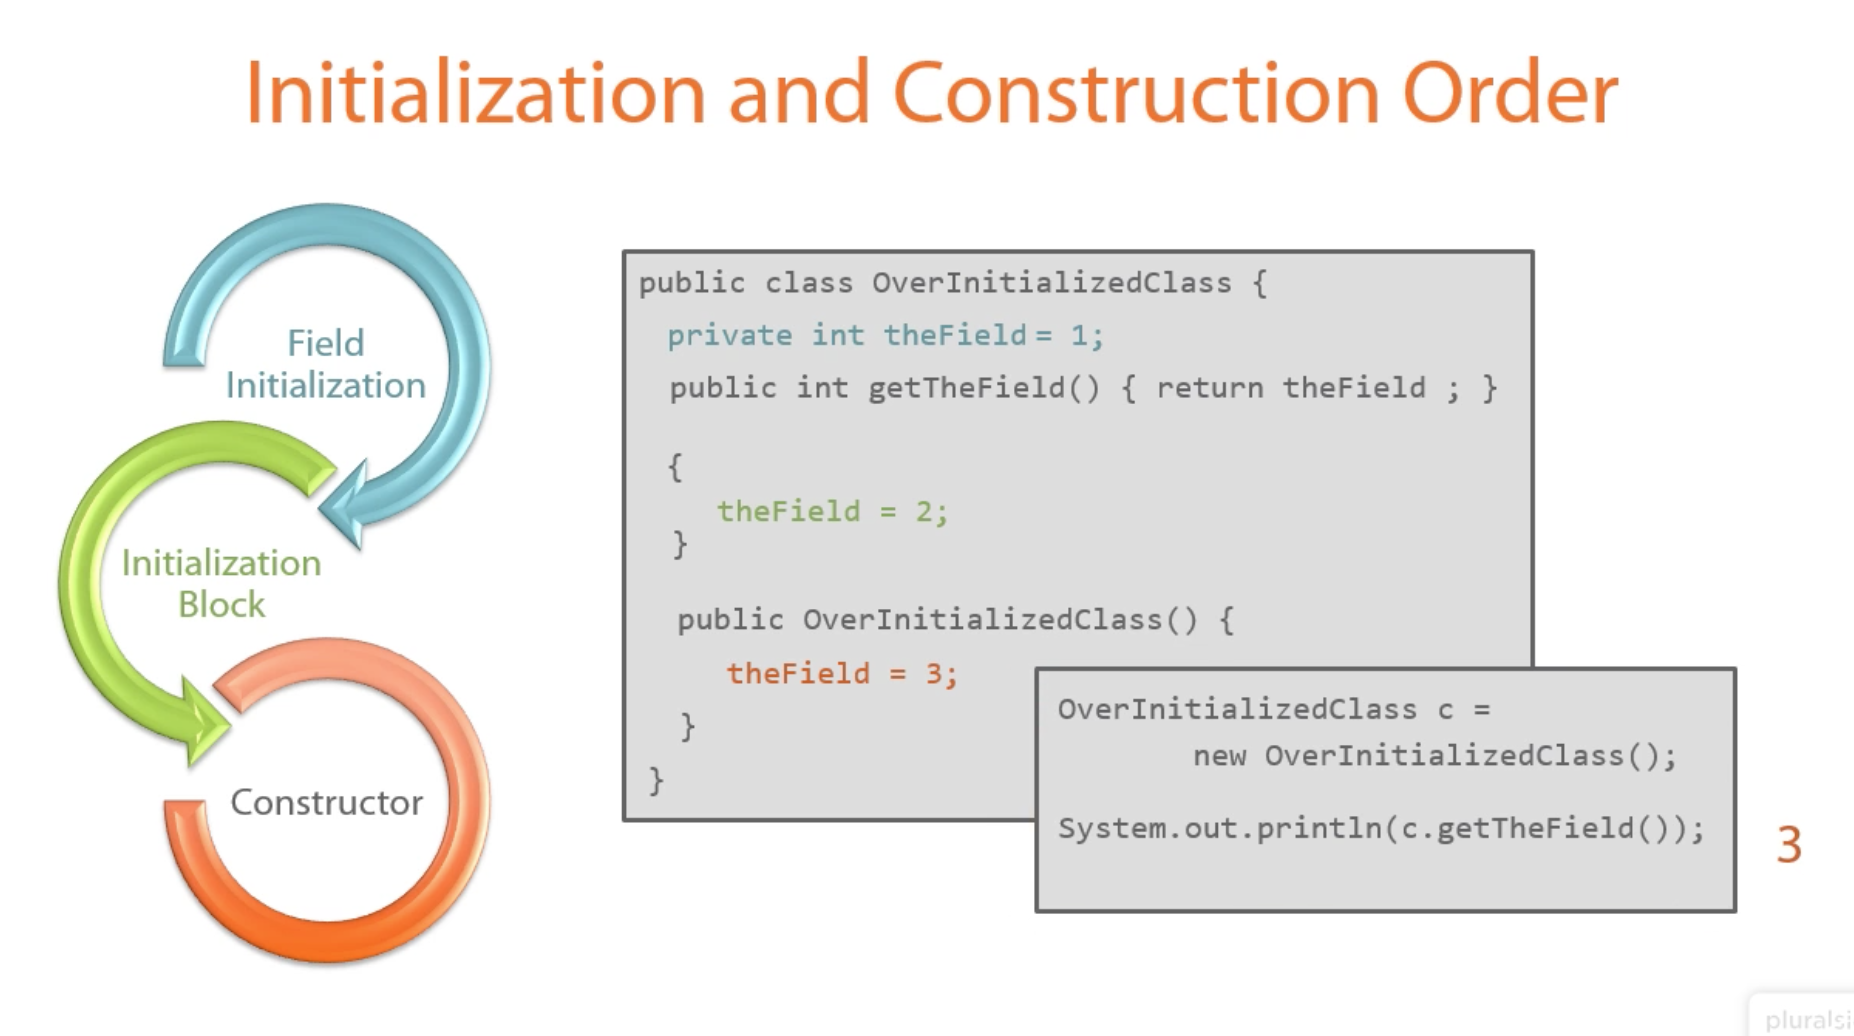 Initialization and Construction Order
Field
Initialization
Initialization
Block
Constructor
public class OverInitializedClass {
private int theField = 1;
public int getTheField() { return theField ; }
{
theField = 2;
}
public OverInitializedClass() {
theField = 3;
}
}
OverInitializedClass c =
new OverInitializedClass();
System.out.println(c.getTheField());
3